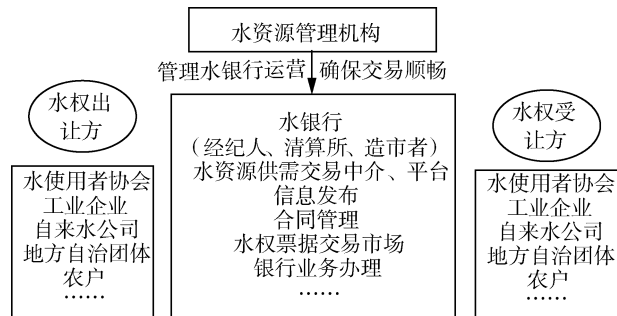 水资源管理机构
管理水银行运营 确保交易顺畅
水权出
让方
水使用者协会
工业企业
自来水公司
地方自治团体
农户
……
水银行
（经纪人、清算所、造市者）
水资源供需交易中介、平台
信息发布
合同管理
水权票据交易市场
银行业务办理
……
水权受
让方
水使用者协会
工业企业
自来水公司
地方自治团体
农户
……